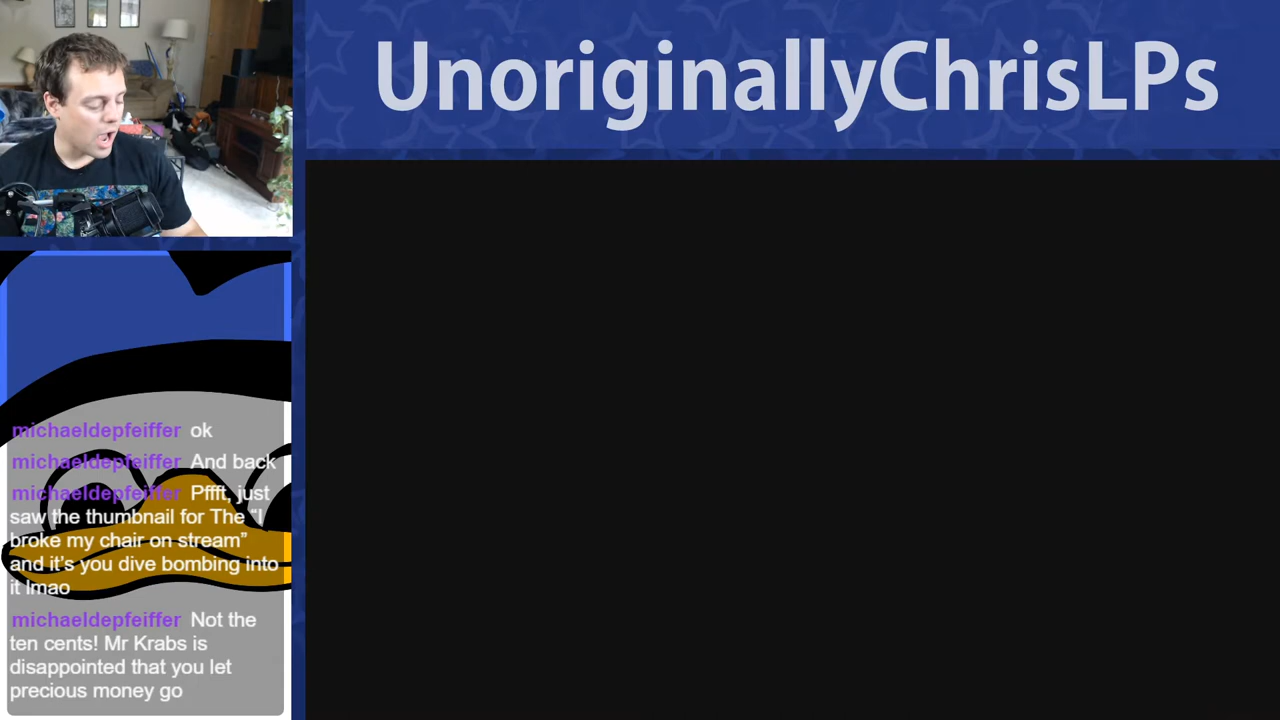 UnoriginallyChrisLPs
michaeldepfeiffer ok
michaeldepfeiffer And back
michaeldepfeiffer Pffft, just
saw the thumbnail for The “I
broke my chair on stream”
and it’s you dive bombing into
it lmao
michaeldepfeiffer Not the
ten cents! Mr Krabs is
disappointed that you let
precious money go